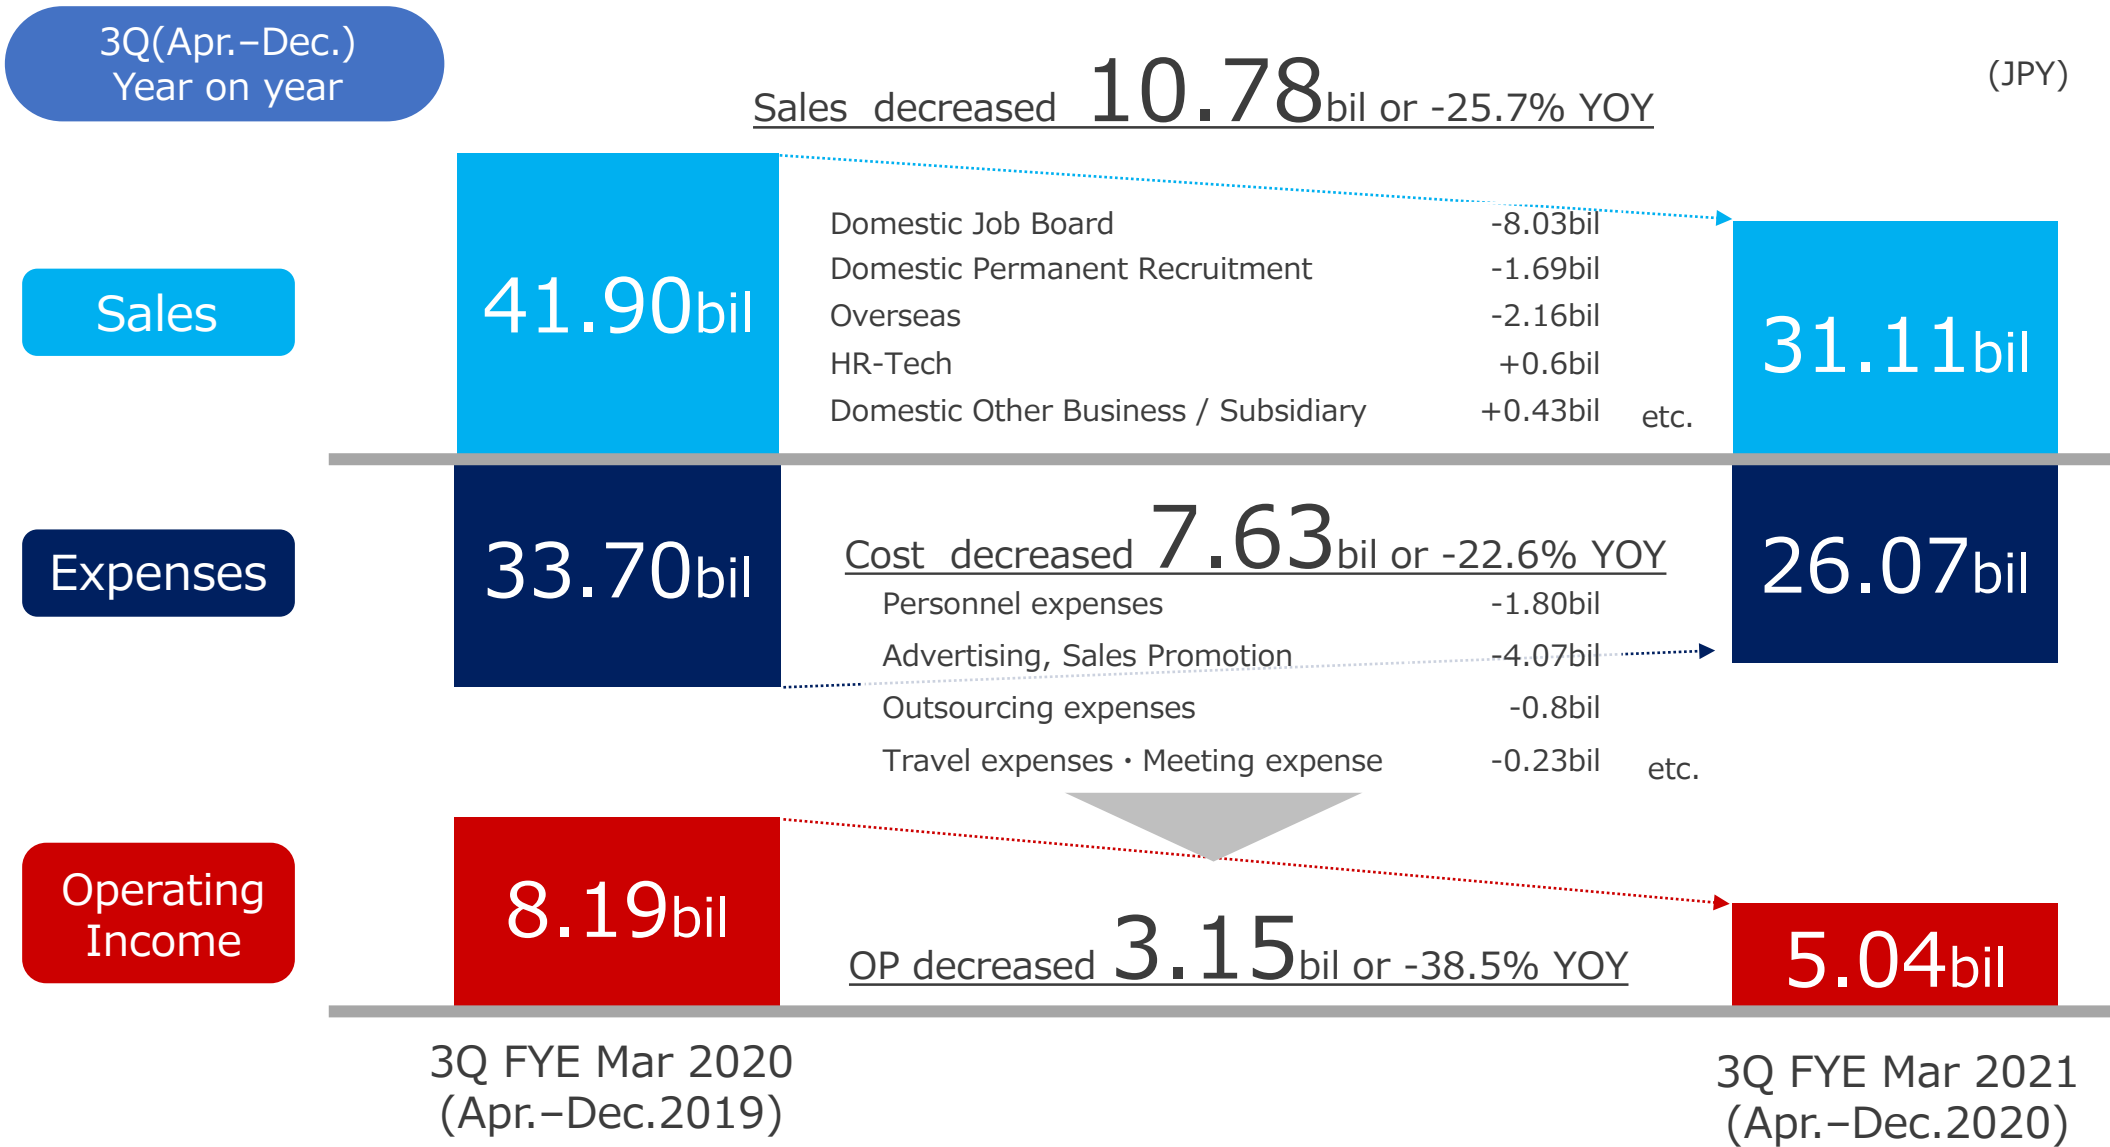 3Q(Apr.–Dec.)
Year on year
Sales decreased 10.78bil or -25.7% YOY
(JPY)
Sales
41.90bil
Domestic Job Board -8.03bil
Domestic Permanent Recruitment -1.69bil
Overseas -2.16bil
HR-Tech +0.6bil
Domestic Other Business / Subsidiary +0.43bil etc.
31.11bil
Expenses
33.70bil
Cost decreased 7.63bil or -22.6% YOY
Personnel expenses -1.80bil
Advertising, Sales Promotion -4.07bil
Outsourcing expenses -0.8bil
Travel expenses・Meeting expense -0.23bil etc.
26.07bil
Operating
Income
8.19bil
OP decreased 3.15bil or -38.5% YOY
5.04bil
3Q FYE Mar 2020
(Apr.–Dec.2019)
3Q FYE Mar 2021
(Apr.–Dec.2020)